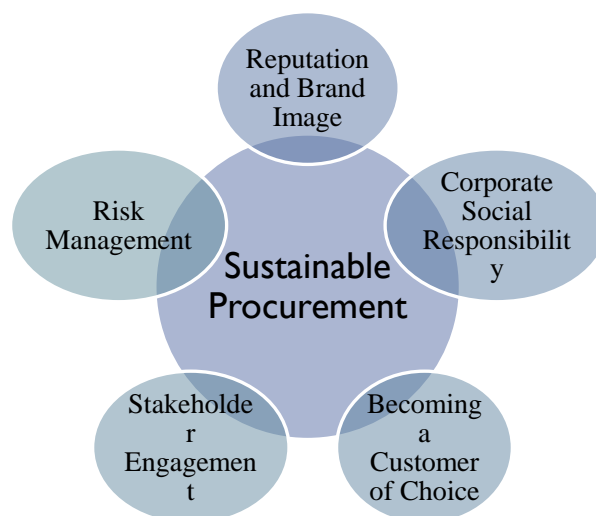 Reputation
and Brand
Image
Corporate
Social
Responsibilit
y
Risk
Management
Sustainable
Procurement
Stakeholde
r
Engagemen
t
Becoming
a
Customer
of Choice